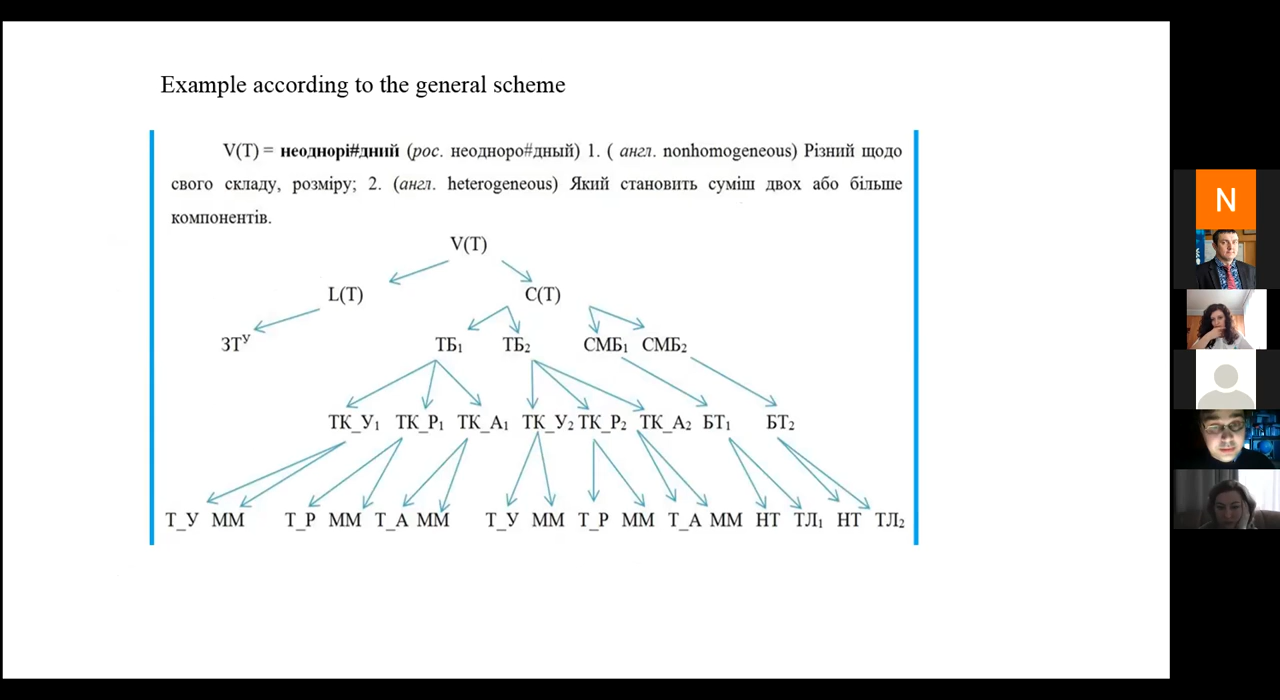 Example according to the general scheme
V(T) = неоднорі#дний (рос. неодноро#дный) 1. ( англ. nonhomogeneous) Різний щодо
свого складу, розміру; 2. (англ. heterogeneous) Який становить суміш двох або більше
компонентів.
V(T)
L(T) C(T)
ЗТУ ТБ1 ТБ2 СМБ1 СМБ2
ТК_У1 ТК_Р1 ТК_А1 ТК_У2 ТК_Р2 ТК_А2 БТ1 БТ2
Т_У ММ Т_Р ММ Т_А ММ Т_У ММ Т_Р ММ Т_А ММ НТ ТЛ1 НТ ТЛ2
N